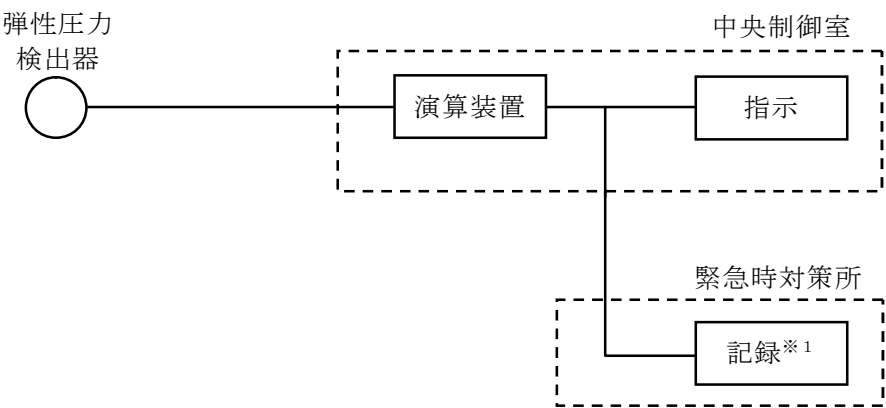 弾性圧力
検出器
中央制御室
演算装置
指示
緊急時対策所
記録※1